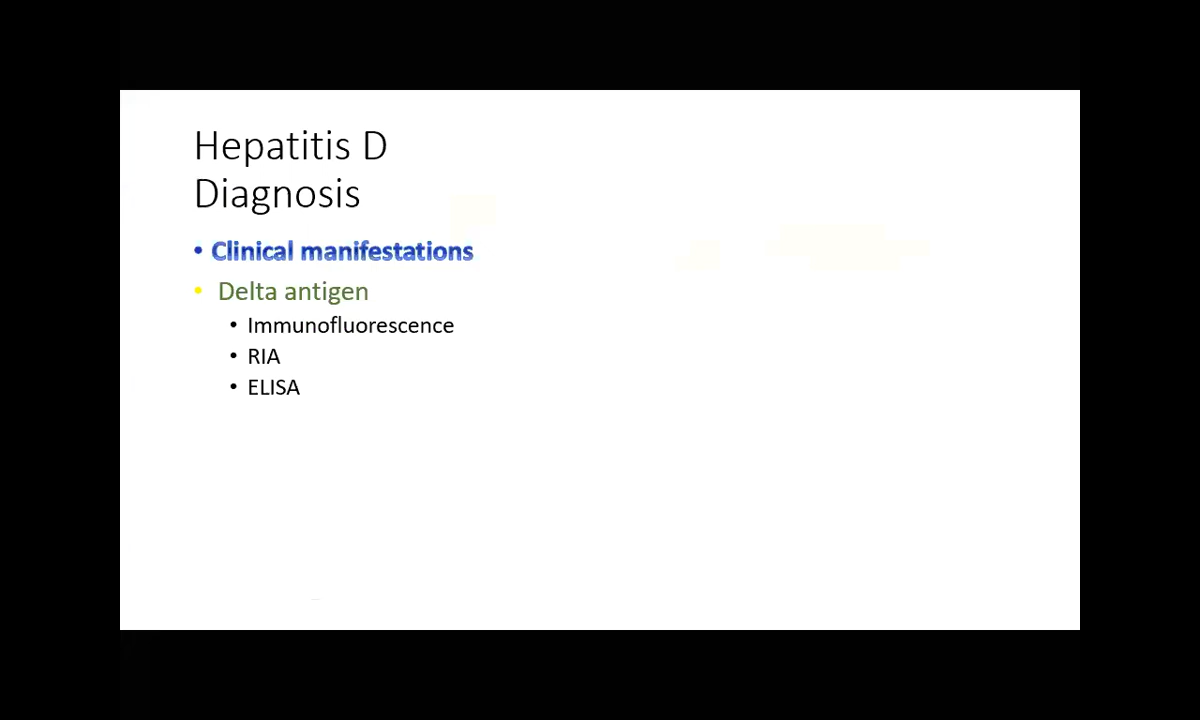 Hepatitis D
Diagnosis
• Clinical manifestations
• Delta antigen
• Immunofluorescence
• RIA
• ELISA